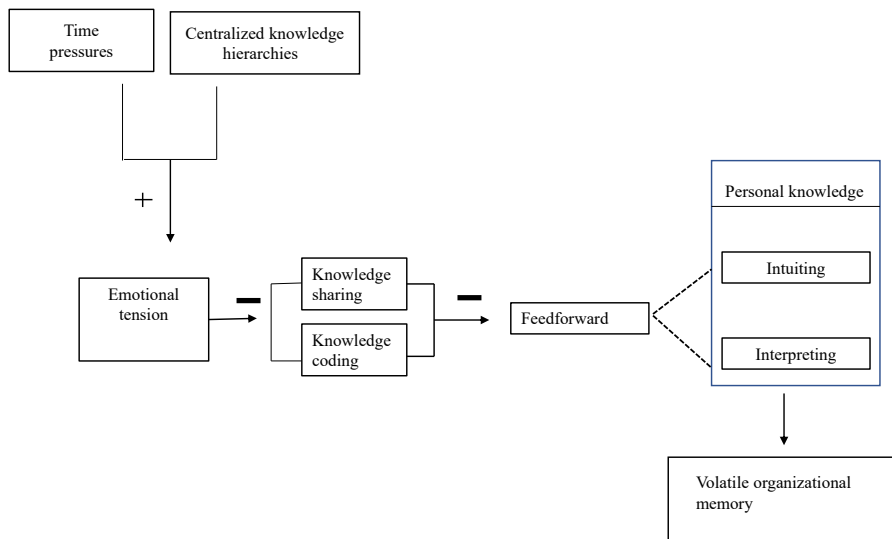 Time
pressures
Centralized knowledge
hierarchies
+
Personal knowledge
Intuiting
Interpreting
Emotional
tension
−
Knowledge
sharing
Knowledge
coding
−
Feedforward
Volatile organizational
memory